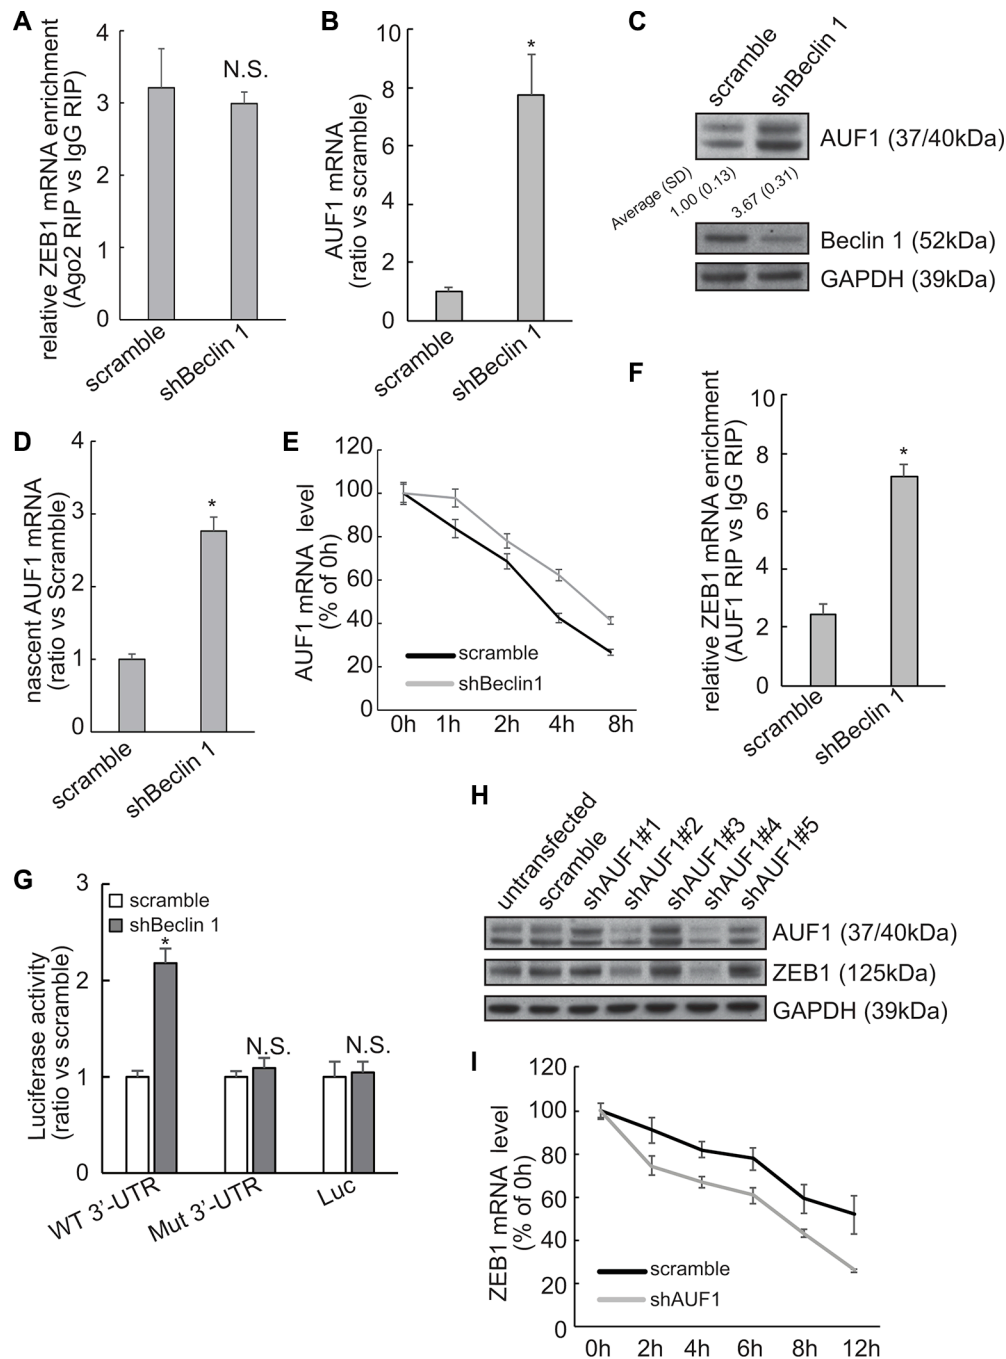 A
relative ZEB1 mRNA enrichment
(Ago2 RIP vs IgG RIP)
4
3
2
1
0
N.S.
scramble
shBeclin 1
B
AUF1 mRNA
(ratio vs scramble)
10
8
6
4
2
0
*
scramble
shBeclin 1
C
scramble
shBeclin 1
AUF1 (37/40kDa)
Average (SD)
1.00 (0.13)
3.67 (0.31)
Beclin 1 (52kDa)
GAPDH (39kDa)
D
nascent AUF1 mRNA
(ratio vs Scramble)
4
3
2
1
0
*
scramble
shBeclin 1
E
AUF1 mRNA level
(% of 0h)
120
100
80
60
40
20
0
scramble
shBeclin1
0h 1h 2h 4h 8h
F
relative ZEB1 mRNA enrichment
(AUF1 RIP vs IgG RIP)
10
8
6
4
2
0
*
scramble
shBeclin 1
G
Luciferase activity
(ratio vs scramble)
3
2
1
0
scramble
shBeclin 1
*
N.S.
N.S.
WT 3'-UTR
Mut 3'-UTR
Luc
H
untransfected
scramble
shAUF1#1
shAUF1#2
shAUF1#3
shAUF1#4
shAUF1#5
AUF1 (37/40kDa)
ZEB1 (125kDa)
GAPDH (39kDa)
I
ZEB1 mRNA level
(% of 0h)
120
100
80
60
40
20
0
scramble
shAUF1
0h 2h 4h 6h 8h 12h